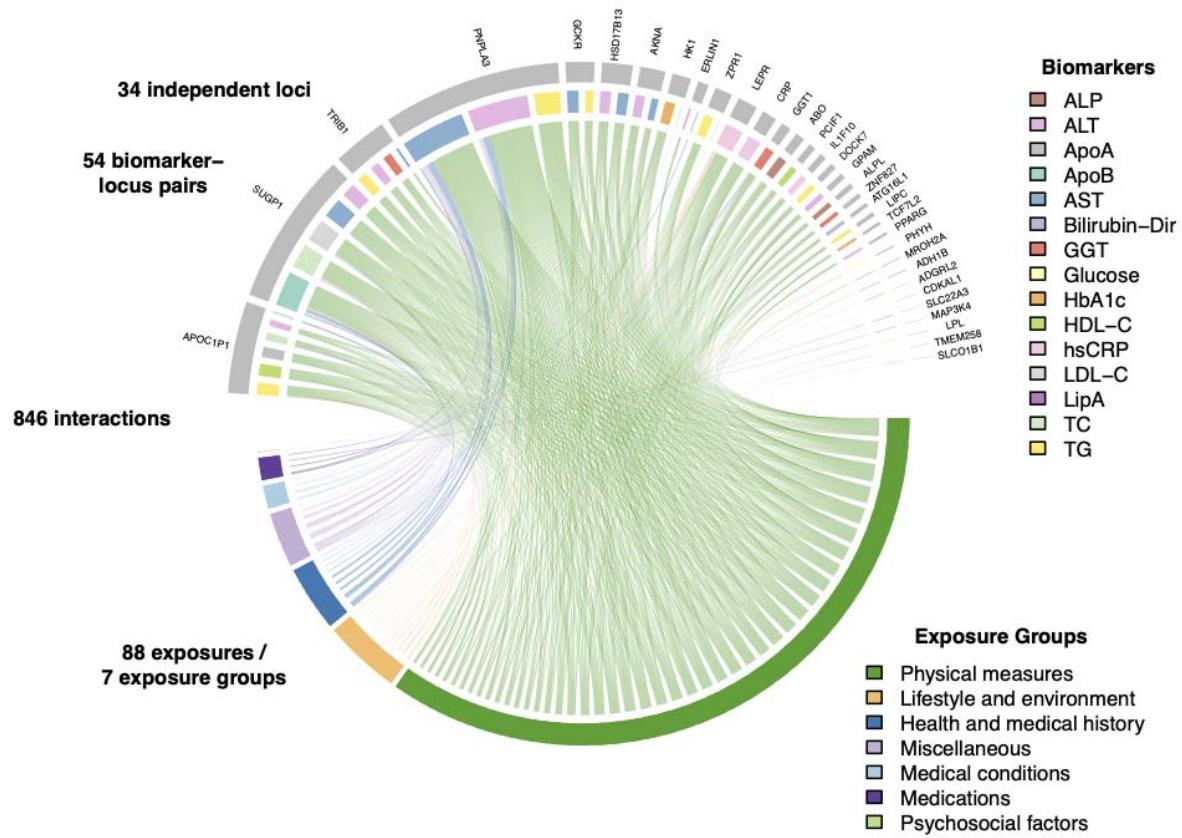 34 independent loci
54 biomarker–
locus pairs
846 interactions
88 exposures /
7 exposure groups
APOC1P1
SUGP1
TRIB1
PNPLA3
GCKR
HSD17B13
AKNA
HK1
ERLIN1
ZPR1
LEPR
CRP
GGT1
ABO
PCIF1
IL1F10
DOCK7
GPAM
ALPL
ZNF827
ATG16L1
LIPC
TCF7L2
PPARG
PHYH
MROH2A
ADH1B
ADGRL2
CDKAL1
SLC22A3
MAP3K4
LPL
TMEM258
SLCO1B1
Biomarkers
ALP
ALT
ApoA
ApoB
AST
Bilirubin–Dir
GGT
Glucose
HbA1c
HDL–C
hsCRP
LDL–C
LipA
TC
TG
Exposure Groups
Physical measures
Lifestyle and environment
Health and medical history
Miscellaneous
Medical conditions
Medications
Psychosocial factors